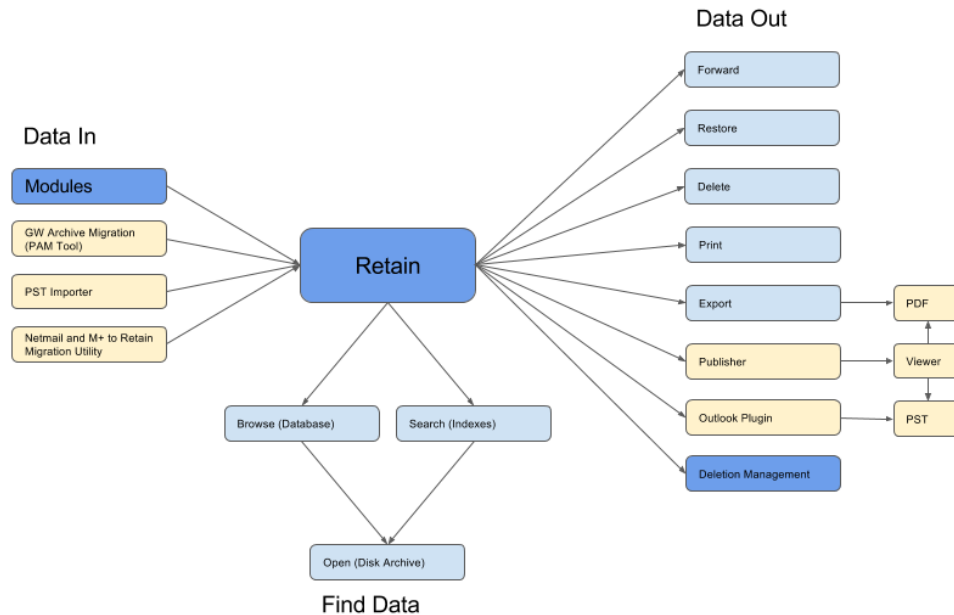 Data Out
Forward
Data In
Restore
Modules
Delete
GW Archive Migration
(PAM Tool)
Print
Retain
PST Importer
Export
PDF
Netmail and M+ to Retain
Migration Utility
Publisher
Viewer
Browse (Database)
Search (Indexes)
Outlook Plugin
PST
Deletion Management
Open (Disk Archive)
Find Data